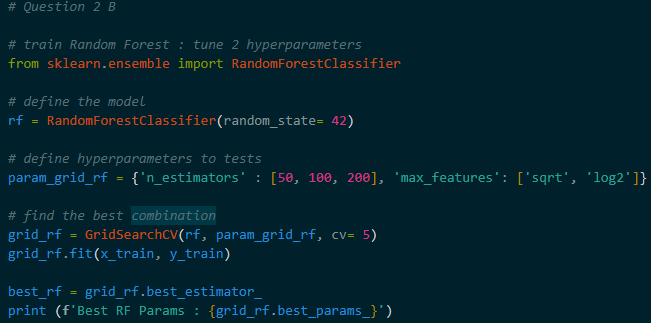 # Question 2 B
# train Random Forest : tune 2 hyperparameters
from sklearn.ensemble import RandomForestClassifier
# define the model
rf = RandomForestClassifier(random_state= 42)
# define hyperparameters to tests
param_grid_rf = {'n_estimators' : [50, 100, 200], 'max_features': ['sqrt', 'log2']}
# find the best combination
grid_rf = GridSearchCV(rf, param_grid_rf, cv= 5)
grid_rf.fit(x_train, y_train)
best_rf = grid_rf.best_estimator_
print (f'Best RF Params : {grid_rf.best_params_}')